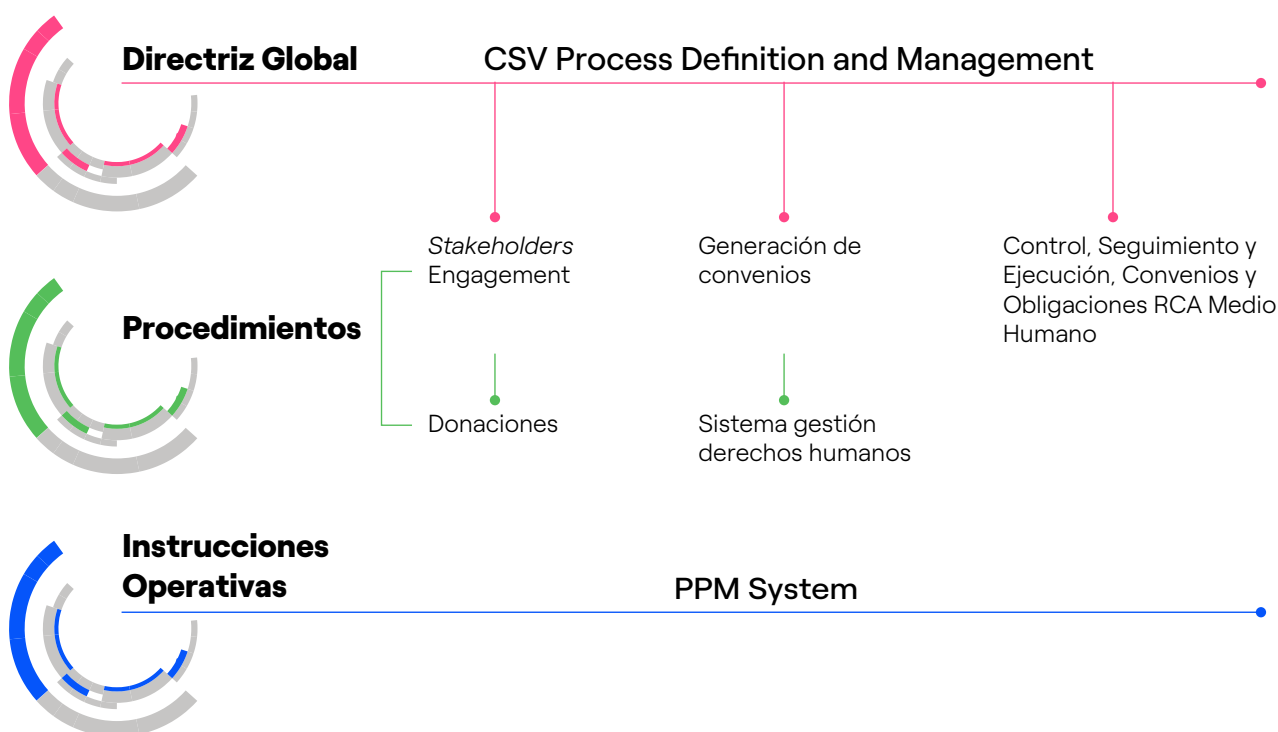 Directriz Global
CSV Process Definition and Management
Stakeholders
Engagement
Generación de
convenios
Control, Seguimiento y
Ejecución, Convenios y
Obligaciones RCA Medio
Humano
Procedimientos
Donaciones
Sistema gestión
derechos humanos
Instrucciones
Operativas
PPM System